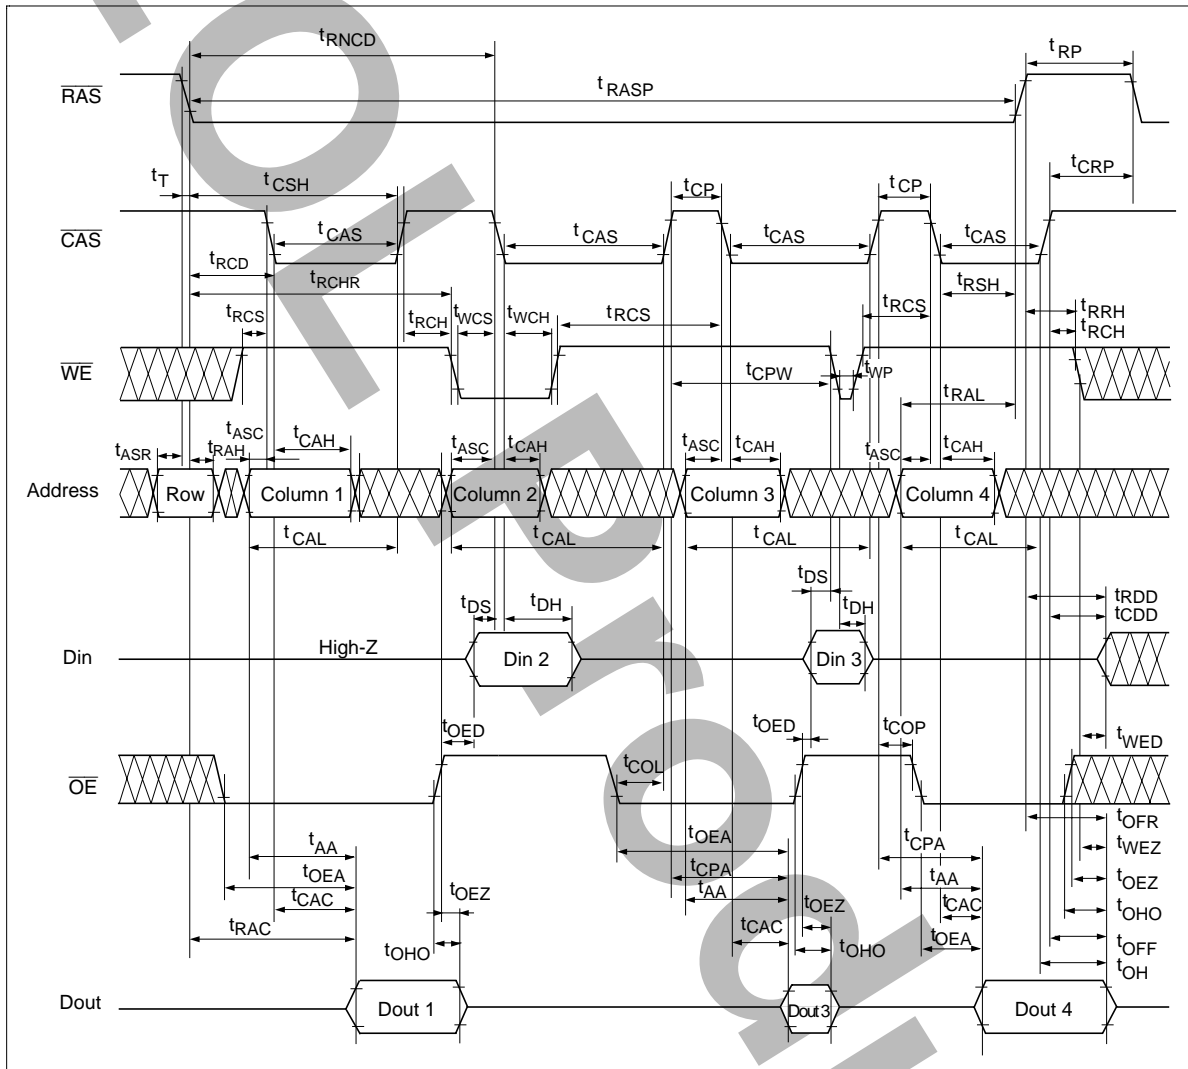 tRNCD
tRP
RAS
tRASP
tT
tCSH
tCP
tCP
tCRP
CAS
tCAS
tCAS
tCAS
tCAS
tRCD
tRCHR
tRSH
tRCS
tRCH
tWCS
tWCH
tRCS
tRCS
tRRH
tRCH
WE
tCPW
tWP
tRAL
tASR
tRAH
tASC
tCAH
tASC
tCAH
tASC
tCAH
tASC
tCAH
Address
Row
Column 1
Column 2
Column 3
Column 4
tCAL
tCAL
tCAL
tCAL
tDS
tDH
tDS
tDH
tRDD
tCDD
Din
High-Z
Din 2
Din 3
tOED
tOED
tCOP
tWED
OE
tCOL
tOFR
tAA
tOEA
tCPA
tWEZ
tOEA
tCPA
tAA
tOEZ
tCAC
tOEZ
tAA
tOEZ
tCAC
tOHO
tRAC
tOHO
tCAC
tOHO
tOEA
tOFF
tOH
Dout
Dout 1
Dout 3
Dout 4
OL Prod